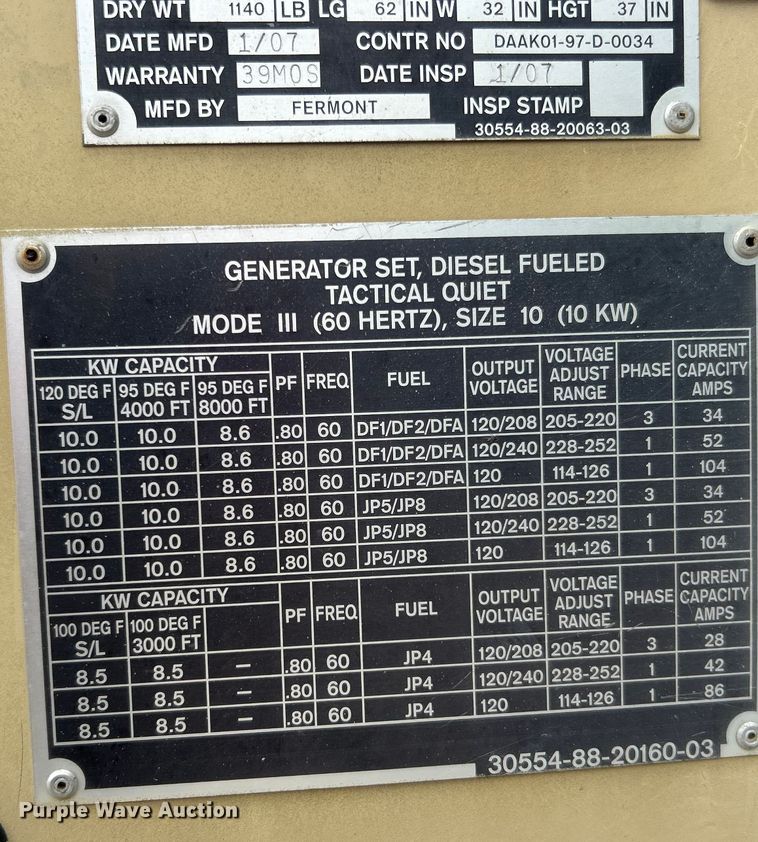 DRY WT 1140 LB LG 62 IN W 32 IN HGT 37 IN
DATE MFD 1/07 CONTR NO DAAK01-97-D-0034
WARRANTY 39MOS DATE INSP 1/07
MFD BY FERMONT INSP STAMP
30554-88-20063-03
GENERATOR SET, DIESEL FUELED
TACTICAL QUIET
MODE III (60 HERTZ), SIZE 10 (10 KW)
KW CAPACITY PF FREQ FUEL OUTPUT VOLTAGE VOLTAGE ADJUST RANGE PHASE CURRENT CAPACITY AMPS
120 DEG F S/L 95 DEG F 4000 FT 95 DEG F 8000 FT
10.0 10.0 8.6 .80 60 DF1/DF2/DFA 120/208 205-220 3 34
10.0 10.0 8.6 .80 60 DF1/DF2/DFA 120/240 228-252 1 52
10.0 10.0 8.6 .80 60 DF1/DF2/DFA 120 114-126 1 104
10.0 10.0 8.6 .80 60 JP5/JP8 120/208 205-220 3 34
10.0 10.0 8.6 .80 60 JP5/JP8 120/240 228-252 1 52
10.0 10.0 8.6 .80 60 JP5/JP8 120 114-126 1 104
KW CAPACITY PF FREQ FUEL OUTPUT VOLTAGE VOLTAGE ADJUST RANGE PHASE CURRENT CAPACITY AMPS
100 DEG F S/L 100 DEG F 3000 FT
8.5 8.5 – .80 60 JP4 120/208 205-220 3 28
8.5 8.5 – .80 60 JP4 120/240 228-252 1 42
8.5 8.5 – .80 60 JP4 120 114-126 1 86
30554-88-20160-03
Purple Wave Auction